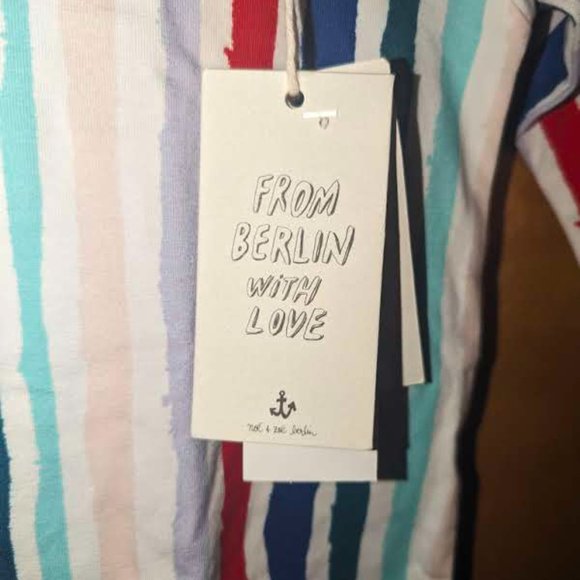 FROM
BERLIN
WITH
LOVE
noé & zoë berlin